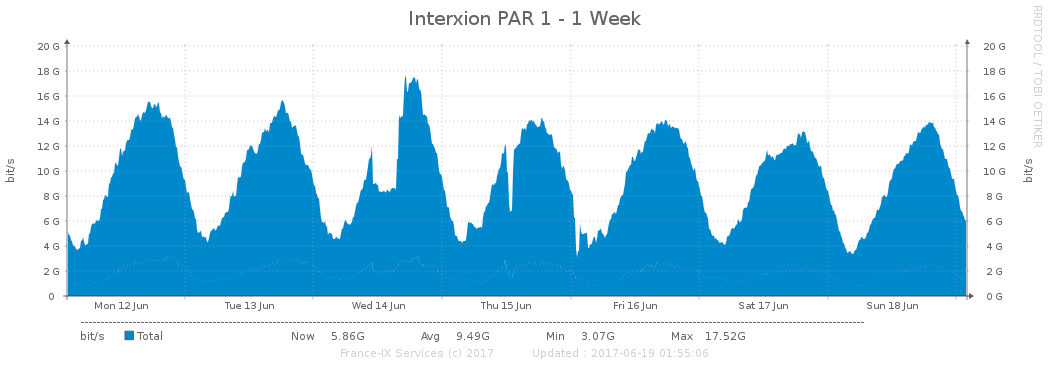 Interxion PAR 1 - 1 Week
RRDTOOL / TOBI OETIKER
20 G 20 G
18 G 18 G
16 G 16 G
14 G 14 G
12 G 12 G
10 G 10 G
8 G 8 G
6 G 6 G
4 G 4 G
2 G 2 G
0 0 G
bit/s
bit/s
Mon 12 Jun Tue 13 Jun Wed 14 Jun Thu 15 Jun Fri 16 Jun Sat 17 Jun Sun 18 Jun
bit/s Total Now 5.86G Avg 9.49G Min 3.07G Max 17.52G
France-IX Services (c) 2017 Updated : 2017-06-19 01:55:06